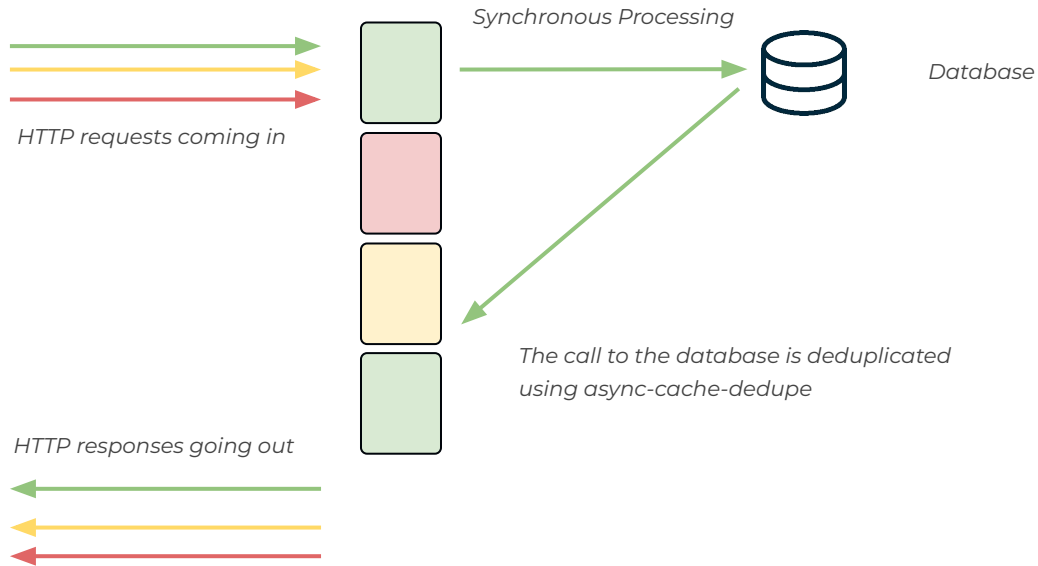 Synchronous Processing
Database
HTTP requests coming in
The call to the database is deduplicated
using async-cache-dedupe
HTTP responses going out